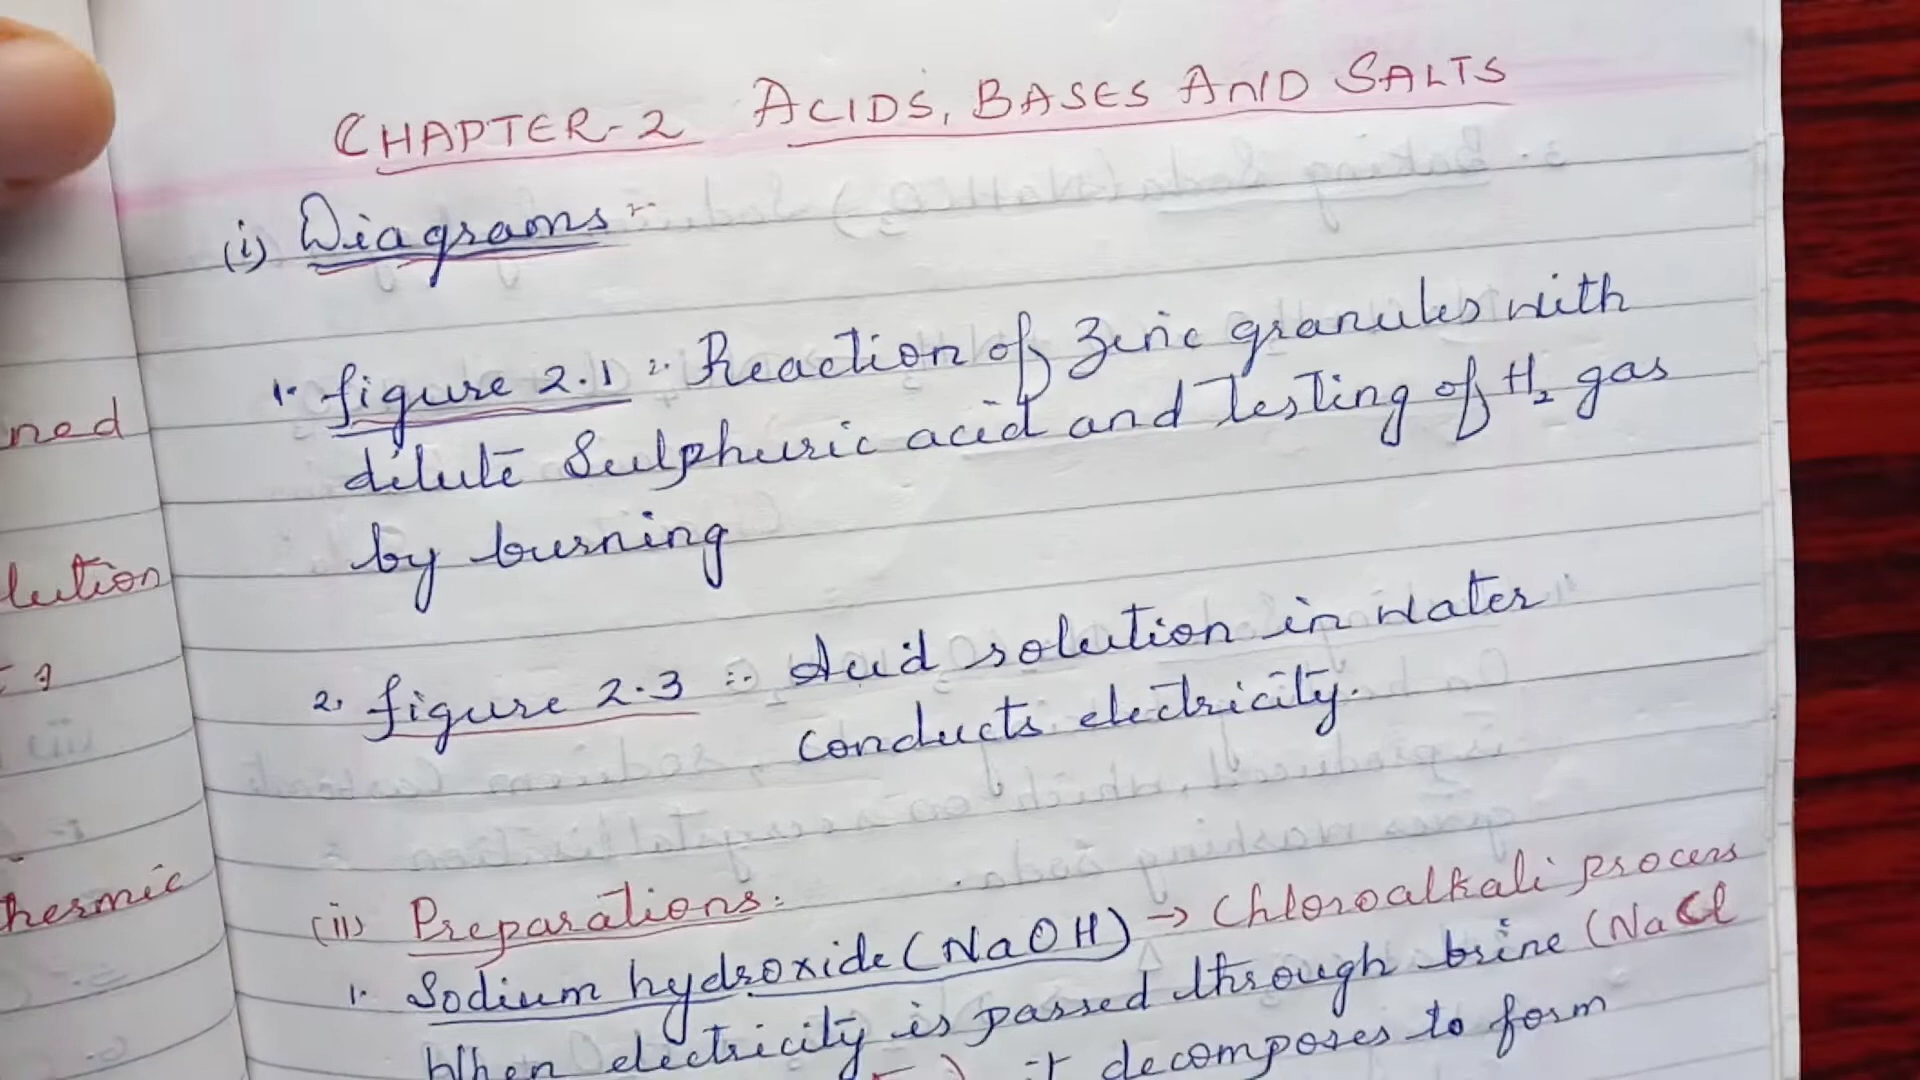 CHAPTER-2 ACIDS, BASES AND SALTS
(i) Diagrams :-
1. figure 2.1 :- Reaction of Zinc granules with
dilute Sulphuric acid and Testing of H₂ gas
by burning
2. figure 2.3 :- Acid solution in water
conducts electricity.
(ii) Preparations :-
1. Sodium hydroxide (NaOH) → Chloroalkali process
When electricity is passed through brine (NaCl
it decomposes to form
ned
lution
hermic